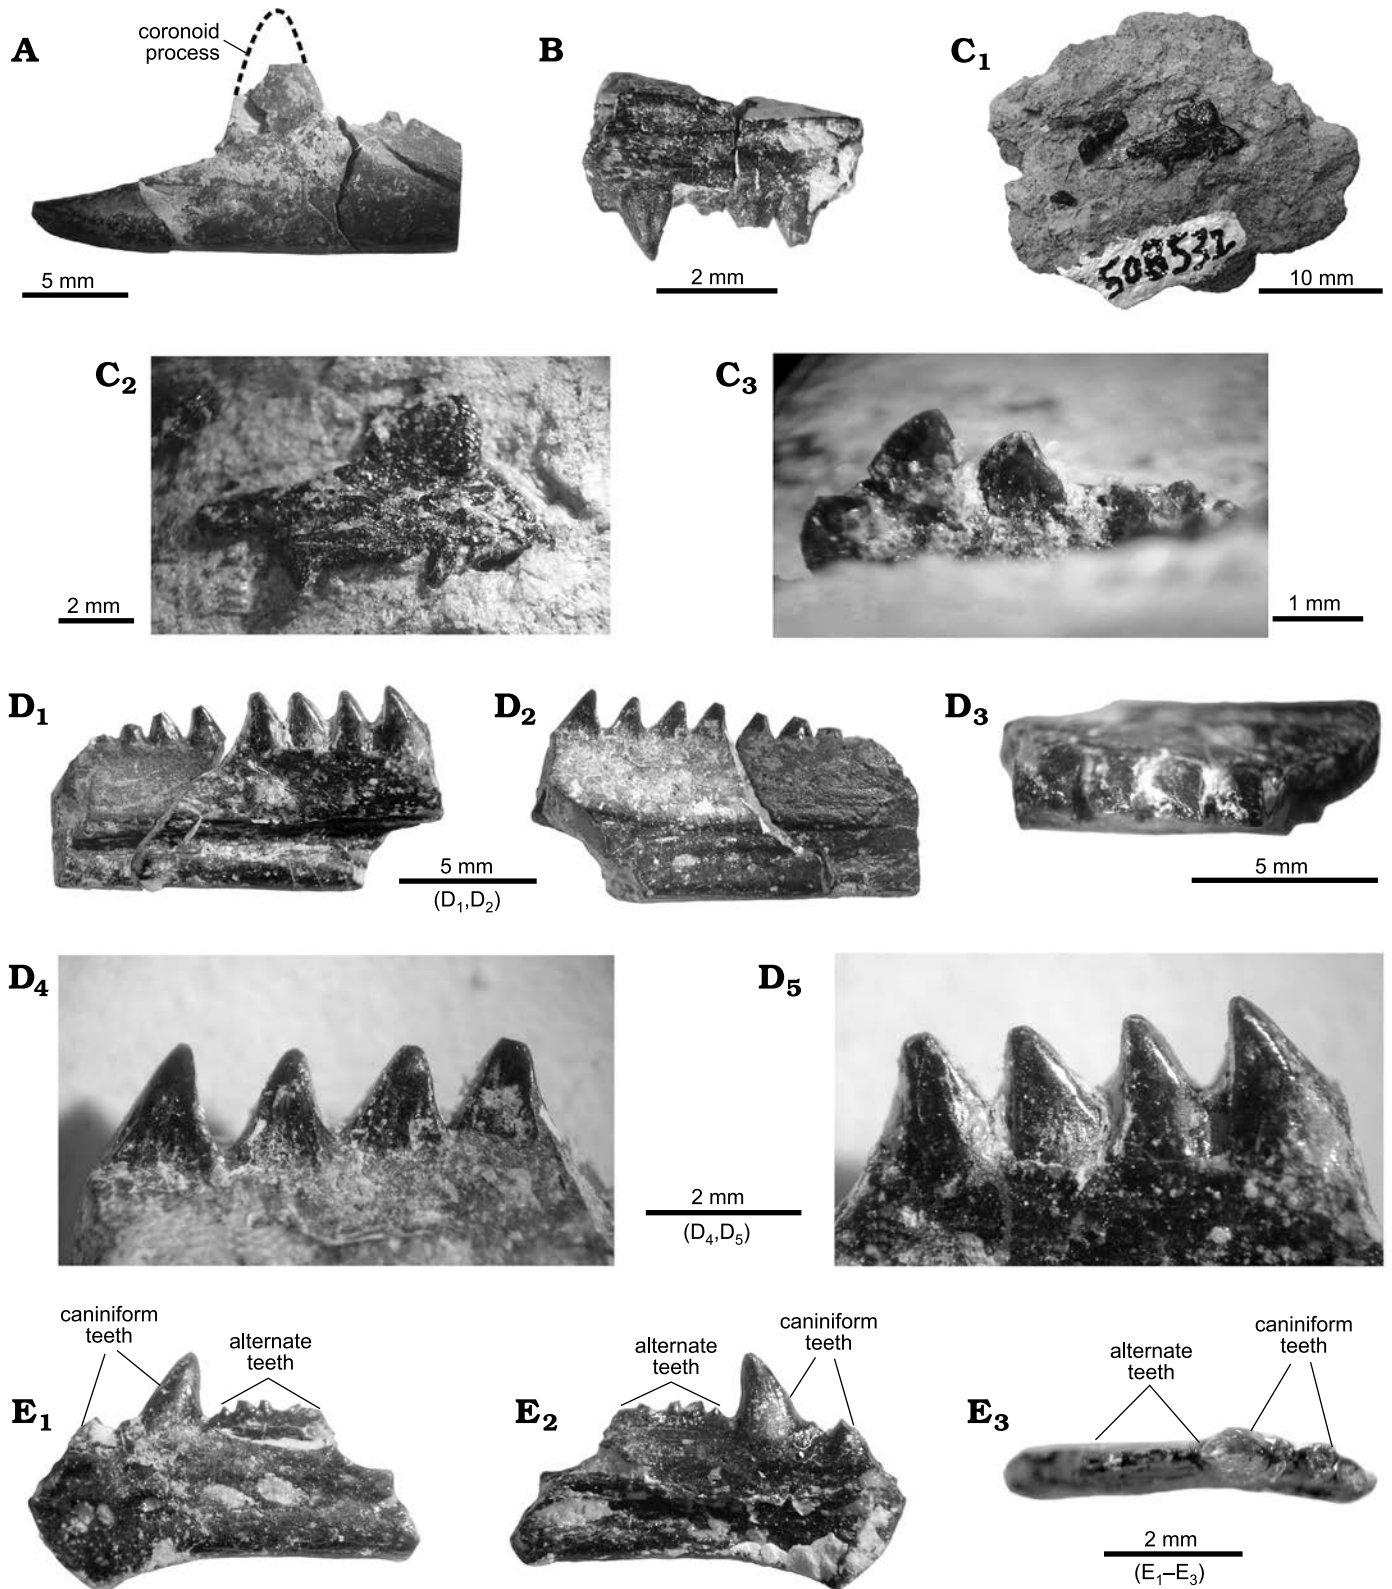 A
coronoid
process
5 mm
B
2 mm
C1
508532
10 mm
C2
2 mm
C3
1 mm
D1
5 mm
(D1,D2)
D2
D3
5 mm
D4
2 mm
(D4,D5)
D5
E1
caniniform
teeth
alternate
teeth
E2
alternate
teeth
caniniform
teeth
E3
alternate
teeth
caniniform
teeth
2 mm
(E1–E3)